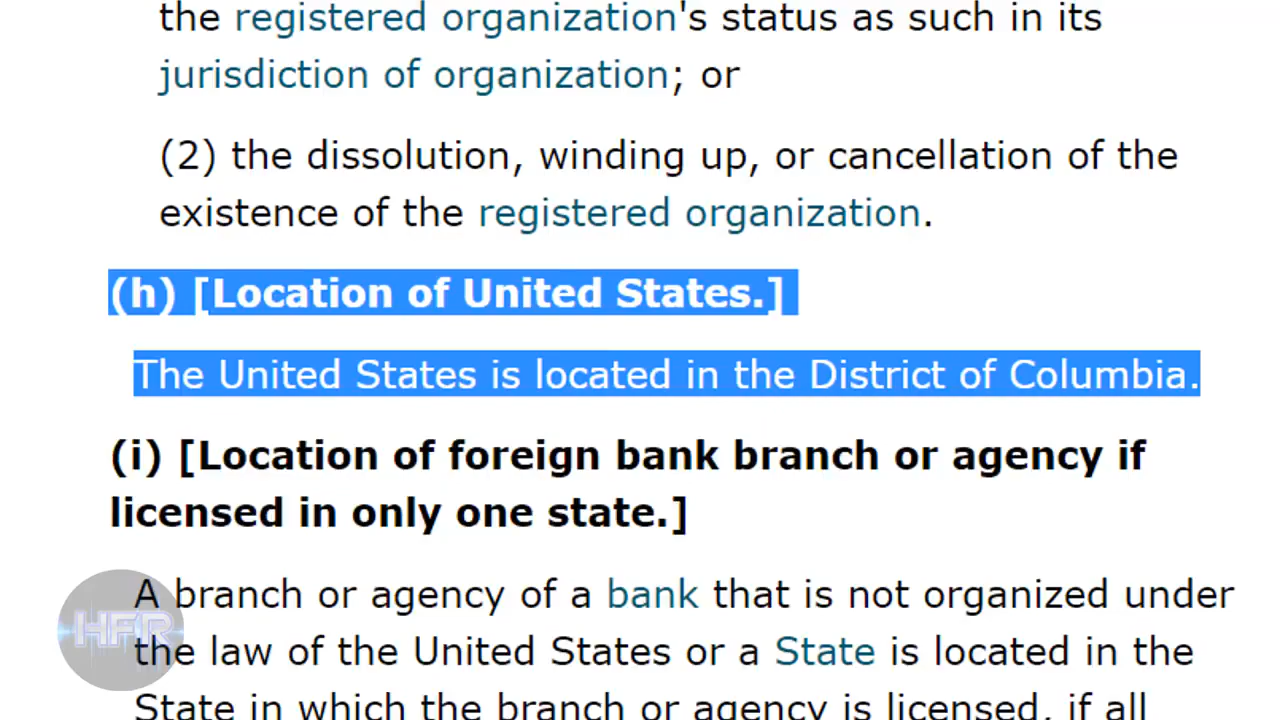 the registered organization's status as such in its
jurisdiction of organization; or
(2) the dissolution, winding up, or cancellation of the
existence of the registered organization.
(h) [Location of United States.]
The United States is located in the District of Columbia.
(i) [Location of foreign bank branch or agency if
licensed in only one state.]
A branch or agency of a bank that is not organized under
the law of the United States or a State is located in the
State in which the branch or agency is licensed, if all
HFR